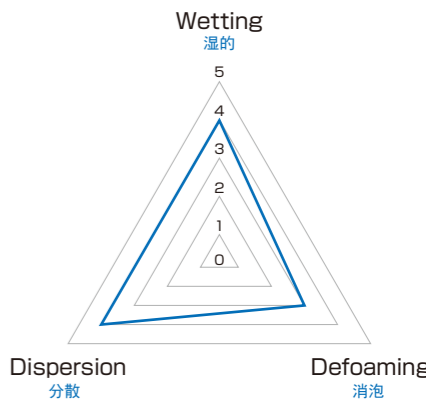 Wetting
湿的
5
4
3
2
1
0
Dispersion
分散
Defoaming
消泡